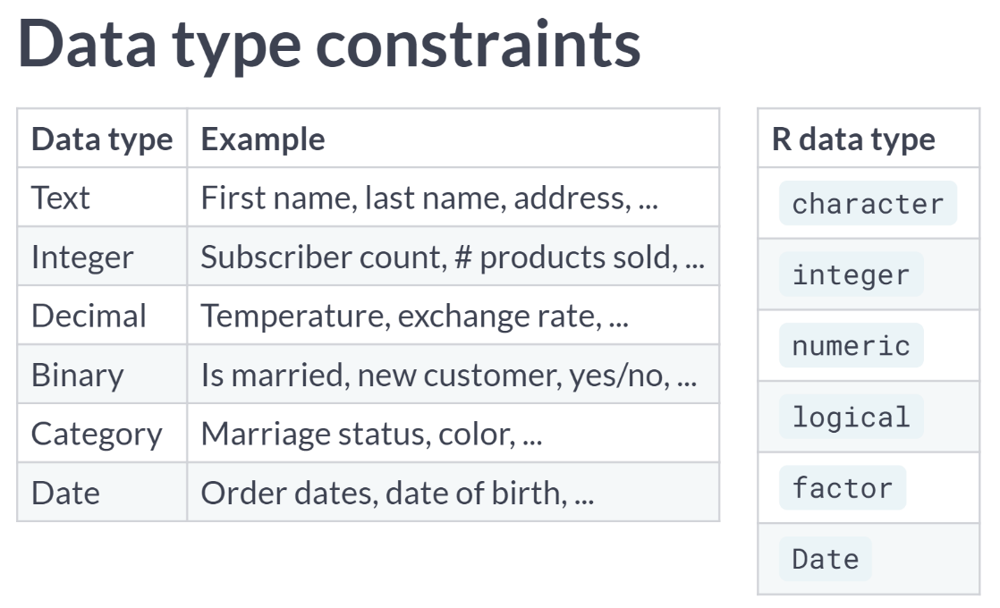 Data type constraints
Data type Example
Text First name, last name, address, ...
Integer Subscriber count, # products sold, ...
Decimal Temperature, exchange rate, ...
Binary Is married, new customer, yes/no, ...
Category Marriage status, color, ...
Date Order dates, date of birth, ...
R data type
character
integer
numeric
logical
factor
Date